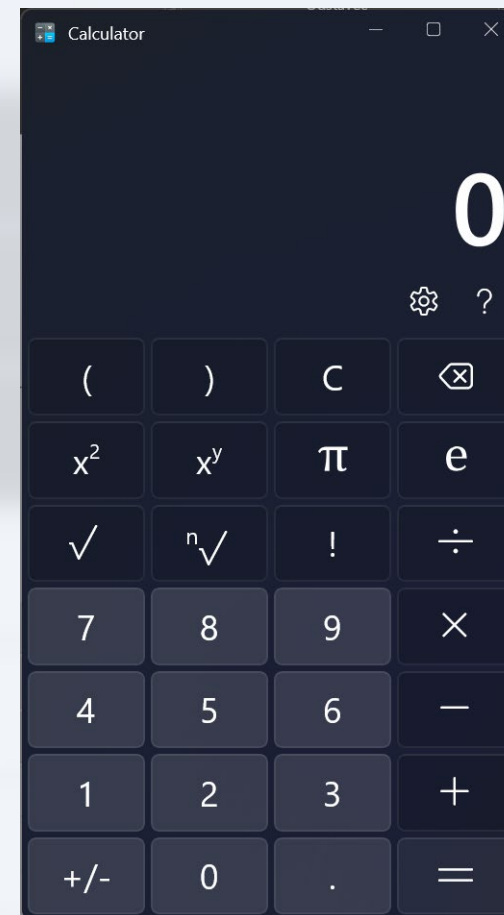 Calculator
0
?
( ) C
x² xʸ π e
√ ⁿ√ ! ÷
7 8 9 ×
4 5 6 −
1 2 3 +
+/- 0 . =